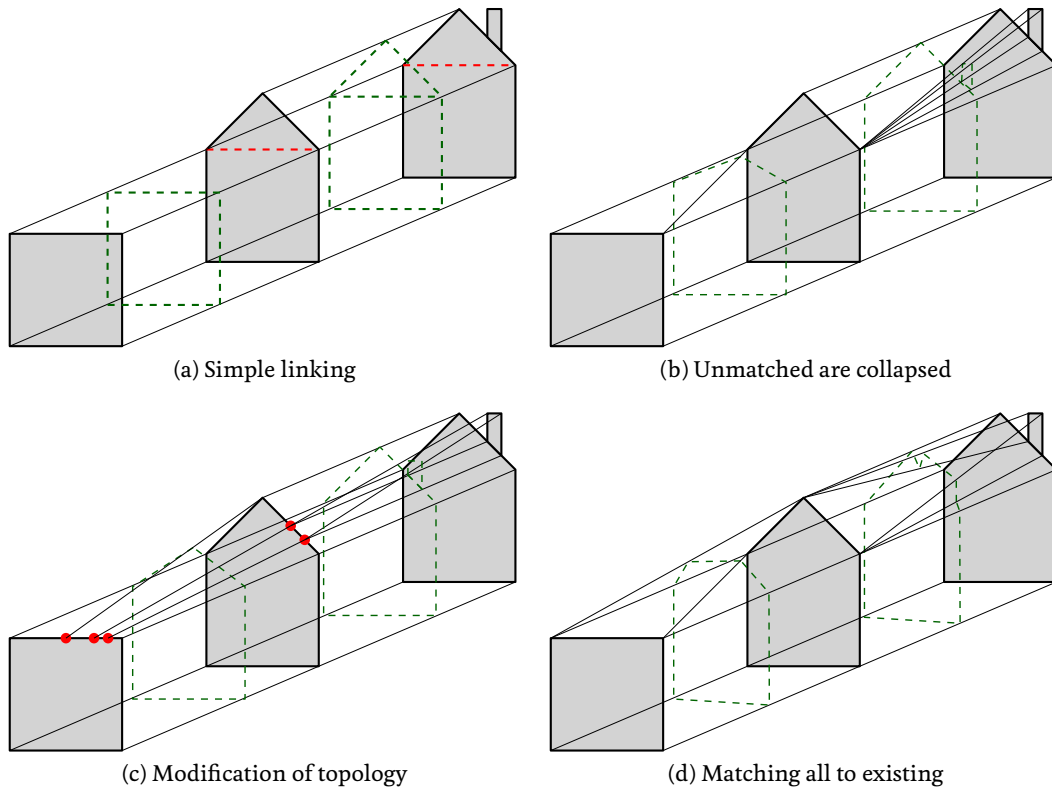 (a) Simple linking
(b) Unmatched are collapsed
(c) Modification of topology
(d) Matching all to existing